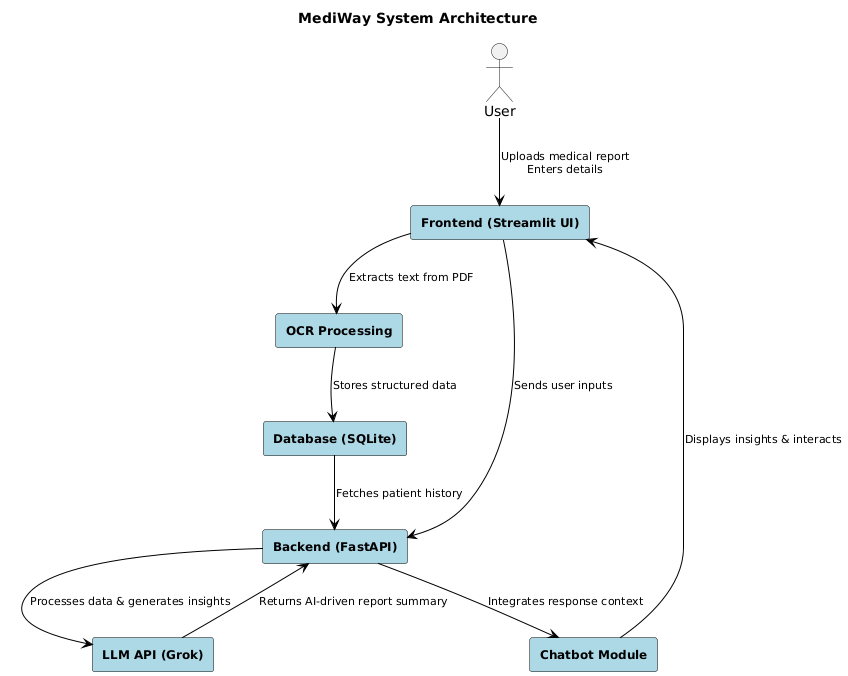 MediWay System Architecture
User
Uploads medical report
Enters details
Frontend (Streamlit UI)
Extracts text from PDF
OCR Processing
Stores structured data
Sends user inputs
Database (SQLite)
Displays insights & interacts
Fetches patient history
Backend (FastAPI)
Processes data & generates insights
Returns AI-driven report summary
Integrates response context
LLM API (Grok)
Chatbot Module